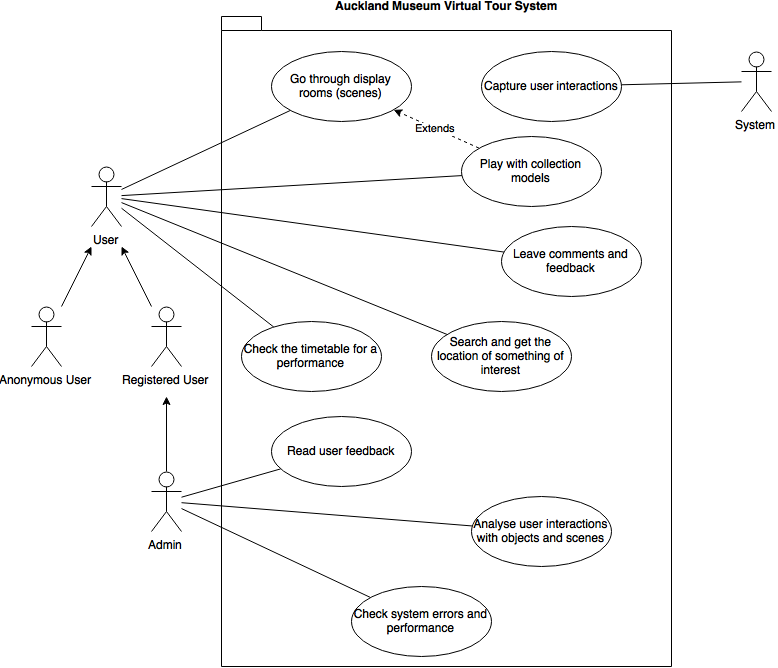 Auckland Museum Virtual Tour System
Go through display
rooms (scenes)
Capture user interactions
System
Extends
Play with collection
models
User
Leave comments and
feedback
Check the timetable for a
performance
Search and get the
location of something of
interest
Anonymous User
Registered User
Read user feedback
Admin
Analyse user interactions
with objects and scenes
Check system errors and
performance